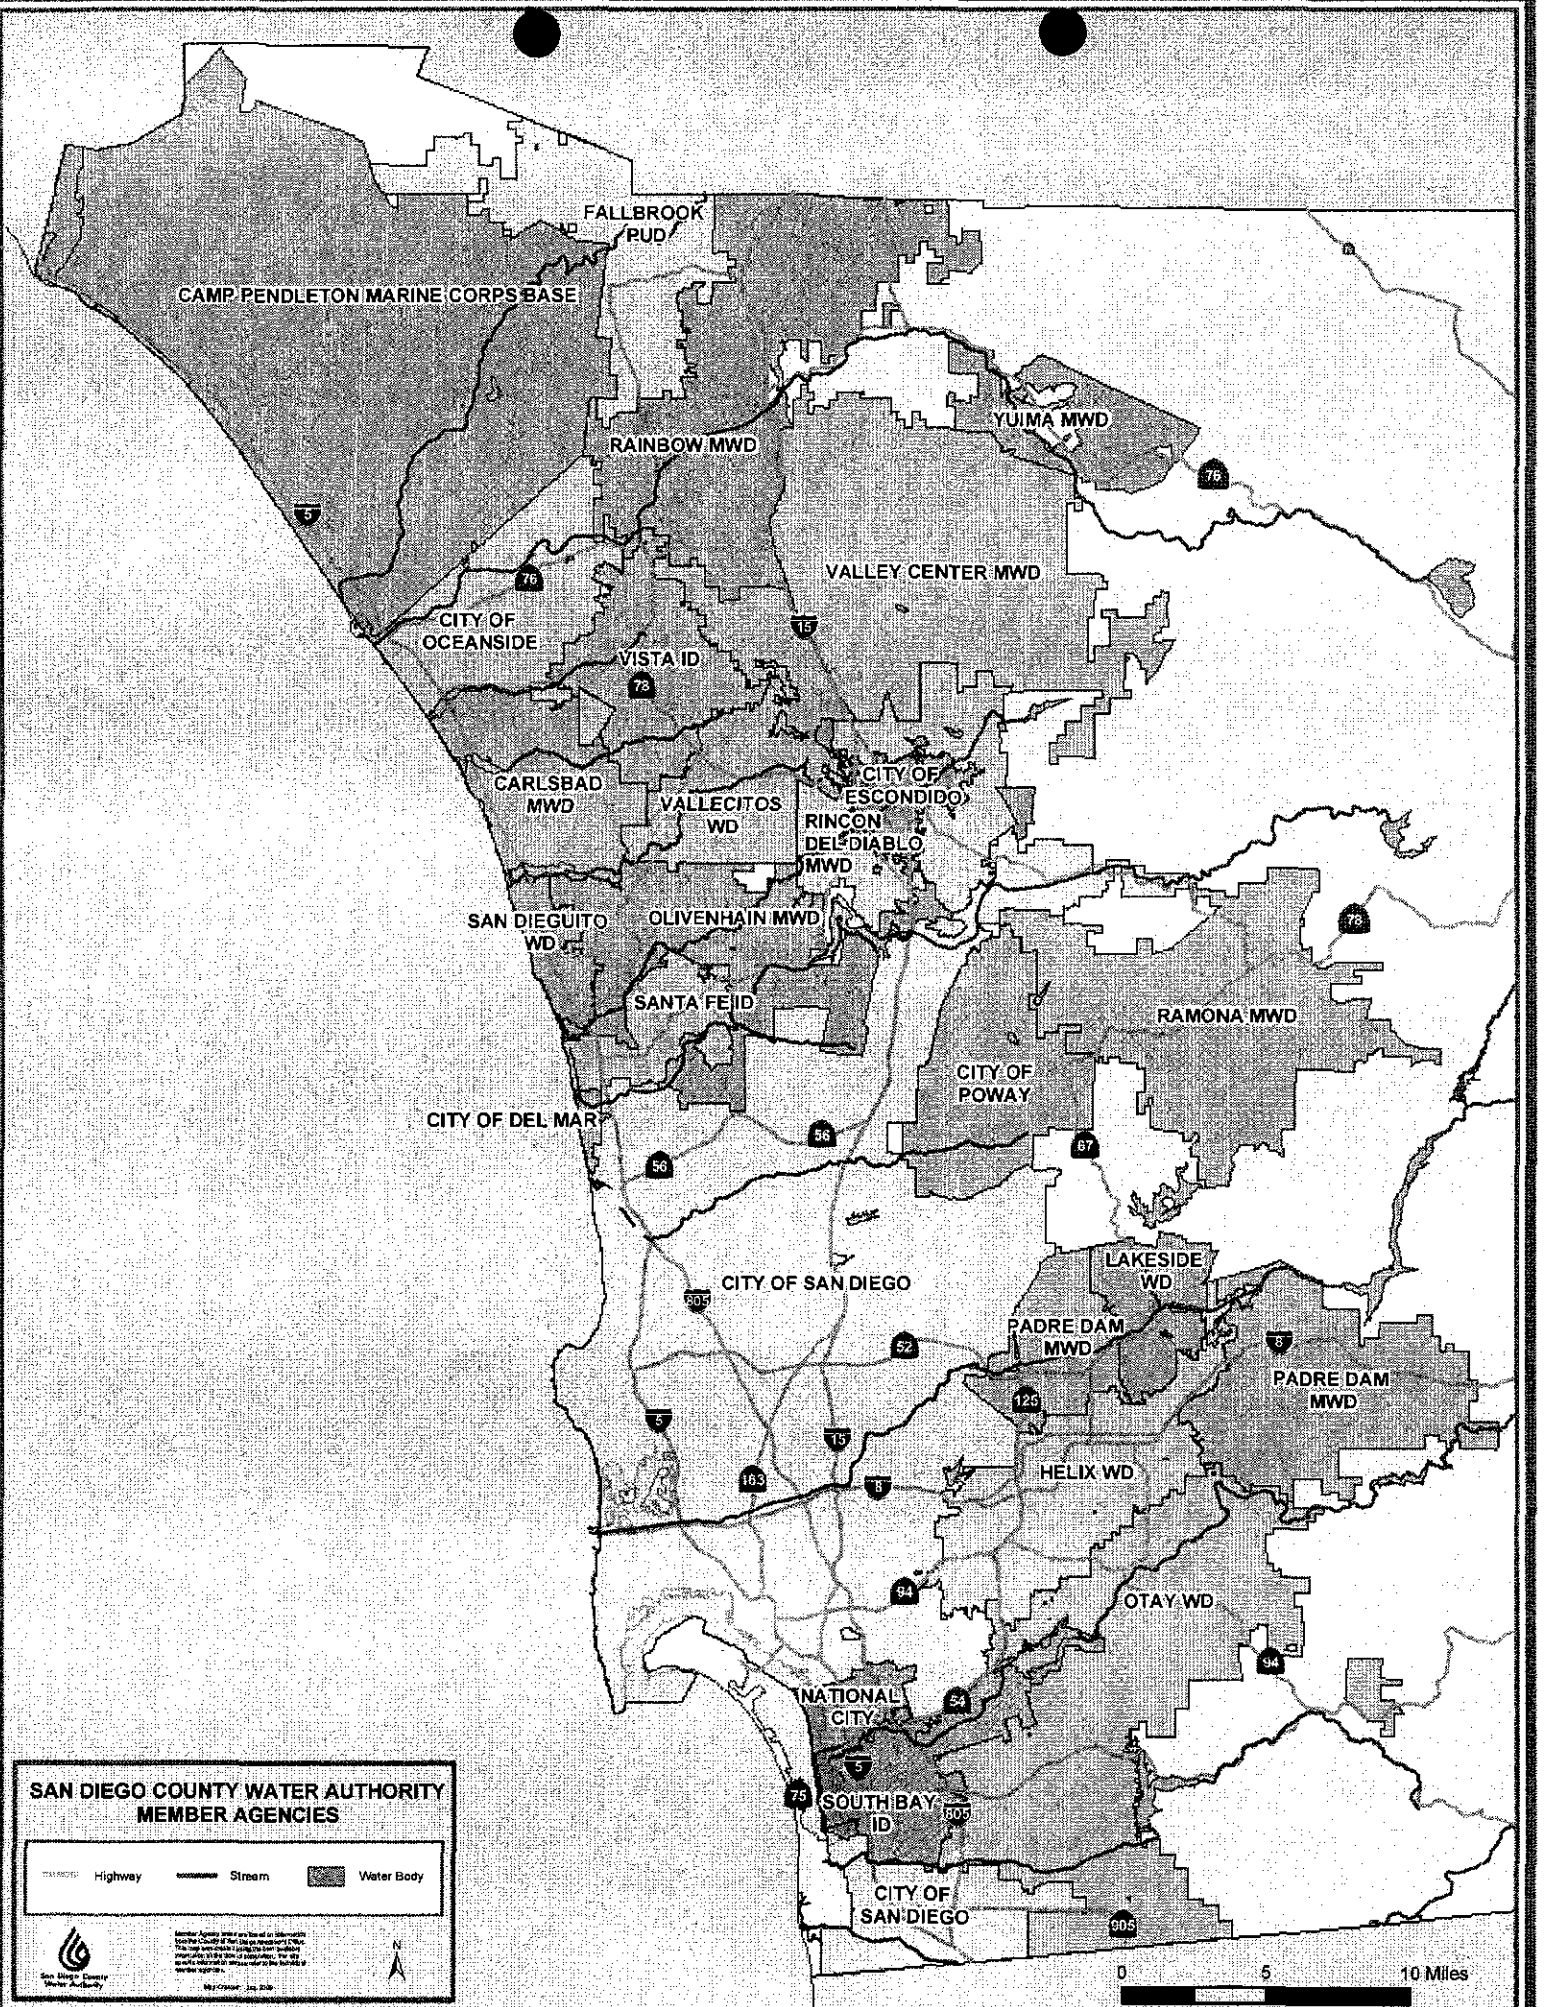 FALLBROOK
PUD
CAMP PENDLETON MARINE CORPS BASE
RAINBOW MWD
YUIMA MWD
76
5
VALLEY CENTER MWD
76
CITY OF
OCEANSIDE
15
VISTA ID
78
CARLSBAD
MWD
VALLECITOS
WD
CITY OF
ESCONDIDO
RINCON
DEL DIABLO
MWD
SAN DIEGUITO
WD
OLIVENHAIN MWD
78
SANTA FE ID
RAMONA MWD
CITY OF
POWAY
CITY OF DEL MAR
56
56
67
CITY OF SAN DIEGO
LAKESIDE
WD
805
PADRE DAM
MWD
52
8
PADRE DAM
MWD
125
5
15
163
8
HELIX WD
94
OTAY WD
94
NATIONAL
CITY
54
5
75
SOUTH BAY
ID
805
CITY OF
SAN DIEGO
905
SAN DIEGO COUNTY WATER AUTHORITY
MEMBER AGENCIES
Highway
Stream
Water Body
San Diego County
Water Authority
N
0 5 10 Miles